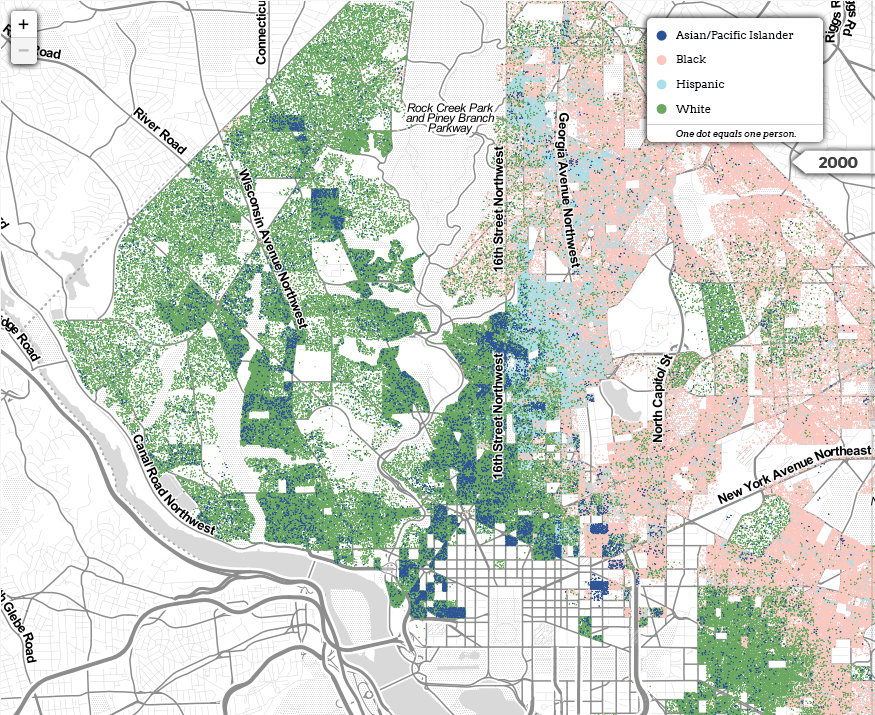 +
−
Connecticu
Riggs R
ggs Rd
Road
River Road
Asian/Pacific Islander
Black
Hispanic
White
One dot equals one person.
2000
Rock Creek Park
and Piney Branch
Parkway
Wisconsin Avenue Northwest
16th Street Northwest
Georgia Avenue Northwest
dge Road
16th Street Northwest
North Capitol St
Canal Road Northwest
New York Avenue Northeast
h Glebe Road